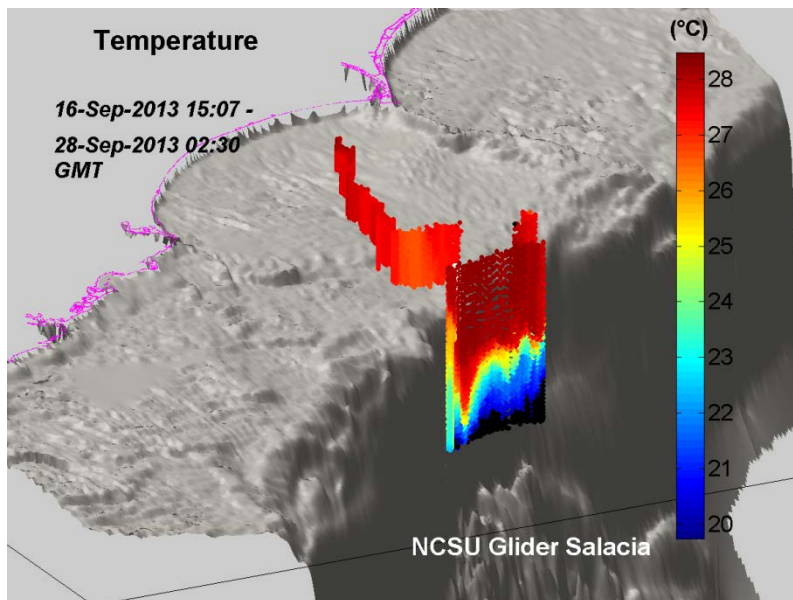 Temperature
(°C)
16-Sep-2013 15:07 -
28-Sep-2013 02:30
GMT
28
27
26
25
24
23
22
21
20
NCSU Glider Salacia